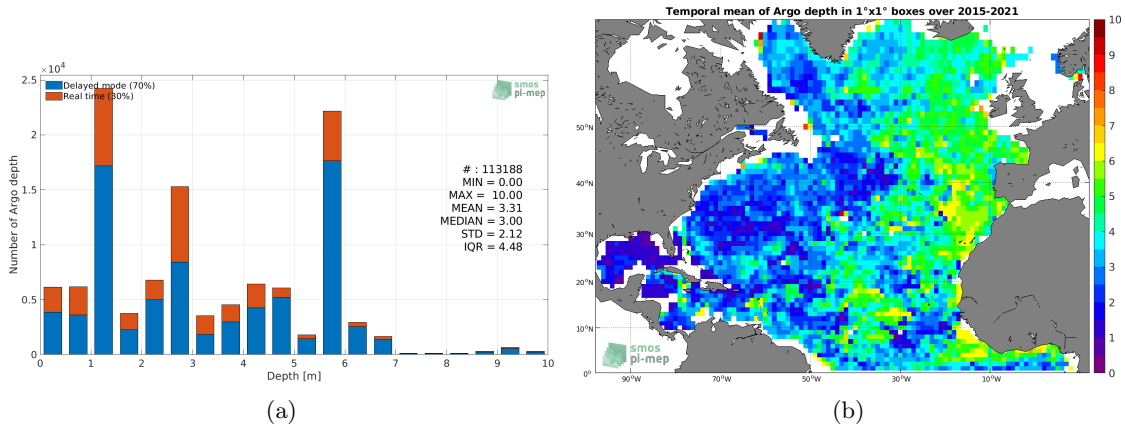 ×10⁴
2.5
2
1.5
1
0.5
0
Number of Argo depth
Delayed mode (70%)
Real time (30%)
smos
pi-mep
# : 113188
MIN = 0.00
MAX = 10.00
MEAN = 3.31
MEDIAN = 3.00
STD = 2.12
IQR = 4.48
0 1 2 3 4 5 6 7 8 9 10
Depth [m]
(a)
Temporal mean of Argo depth in 1°x1° boxes over 2015-2021
50°N
40°N
30°N
20°N
10°N
0°
90°W 70°W 50°W 30°W 10°W
smos
pi-mep
10
9
8
7
6
5
4
3
2
1
0
(b)